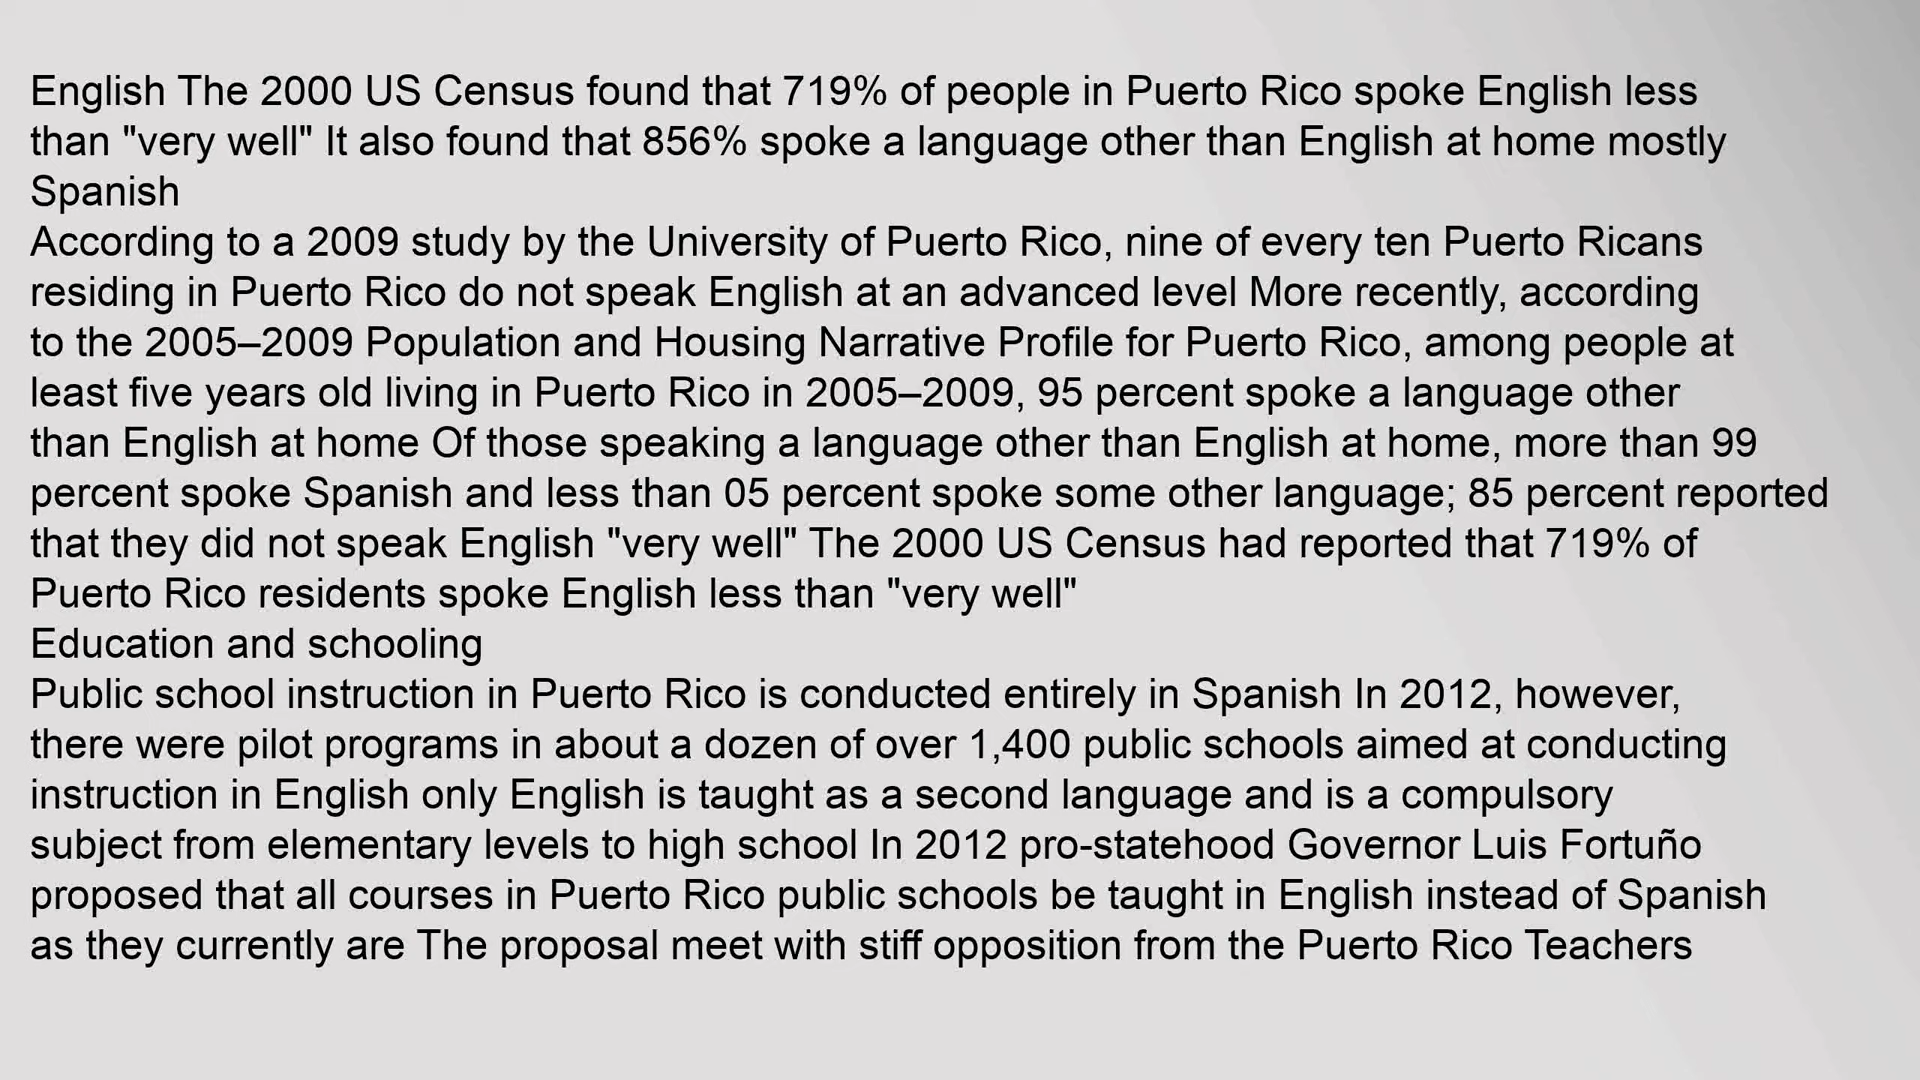 English The 2000 US Census found that 719% of people in Puerto Rico spoke English less
than "very well" It also found that 856% spoke a language other than English at home mostly
Spanish
According to a 2009 study by the University of Puerto Rico, nine of every ten Puerto Ricans
residing in Puerto Rico do not speak English at an advanced level More recently, according
to the 2005–2009 Population and Housing Narrative Profile for Puerto Rico, among people at
least five years old living in Puerto Rico in 2005–2009, 95 percent spoke a language other
than English at home Of those speaking a language other than English at home, more than 99
percent spoke Spanish and less than 05 percent spoke some other language; 85 percent reported
that they did not speak English "very well" The 2000 US Census had reported that 719% of
Puerto Rico residents spoke English less than "very well"
Education and schooling
Public school instruction in Puerto Rico is conducted entirely in Spanish In 2012, however,
there were pilot programs in about a dozen of over 1,400 public schools aimed at conducting
instruction in English only English is taught as a second language and is a compulsory
subject from elementary levels to high school In 2012 pro-statehood Governor Luis Fortuño
proposed that all courses in Puerto Rico public schools be taught in English instead of Spanish
as they currently are The proposal meet with stiff opposition from the Puerto Rico Teachers